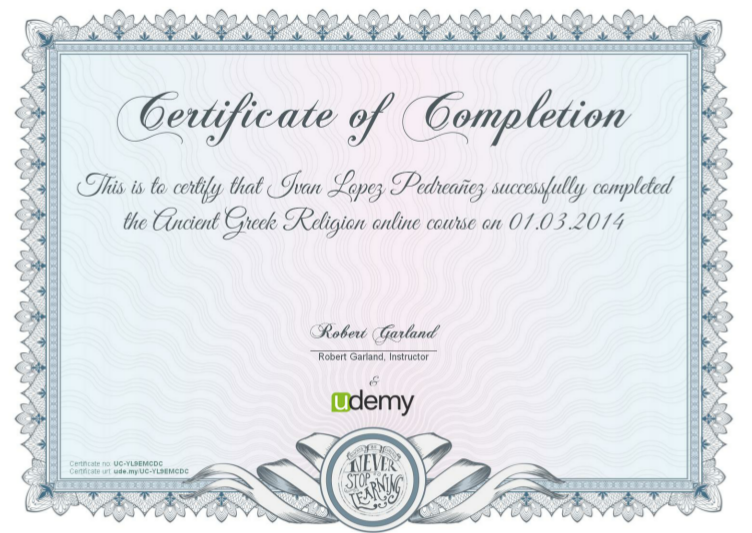 Certificate of Completion
This is to certify that Ivan Lopez Pedreañez successfully completed
the Ancient Greek Religion online course on 01.03.2014
Robert Garland
Robert Garland, Instructor
&
udemy
Certificate no: UC-YL9EMCDC
Certificate url: ude.my/UC-YL9EMCDC
NEVER
STOP
LEARNING